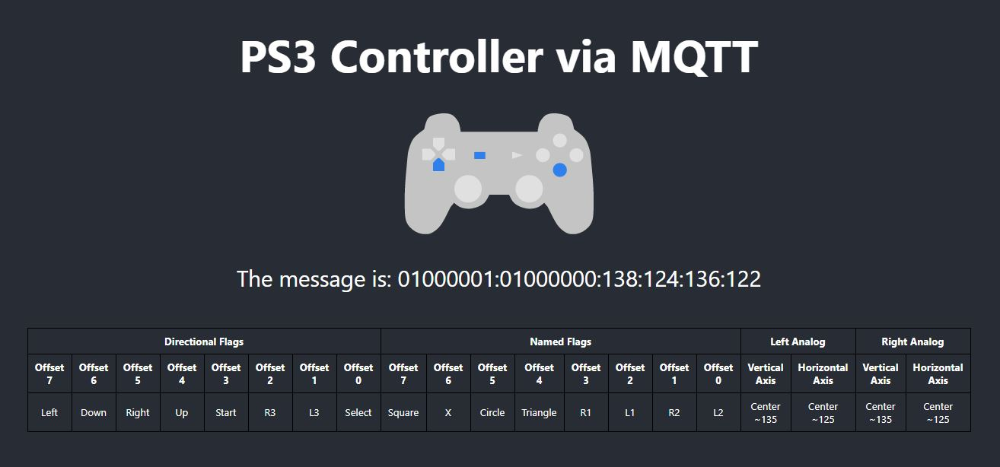 PS3 Controller via MQTT
The message is: 01000001:01000000:138:124:136:122
Directional Flags Named Flags Left Analog Right Analog
Offset 7 Offset 6 Offset 5 Offset 4 Offset 3 Offset 2 Offset 1 Offset 0 Offset 7 Offset 6 Offset 5 Offset 4 Offset 3 Offset 2 Offset 1 Offset 0 Vertical Axis Horizontal Axis Vertical Axis Horizontal Axis
Left Down Right Up Start R3 L3 Select Square X Circle Triangle R1 L1 R2 L2 Center ~135 Center ~125 Center ~135 Center ~125